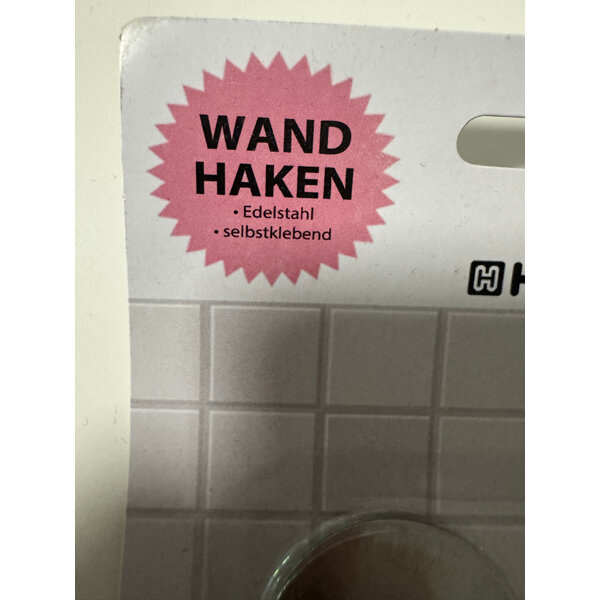 WAND
HAKEN
• Edelstahl
• selbstklebend
H